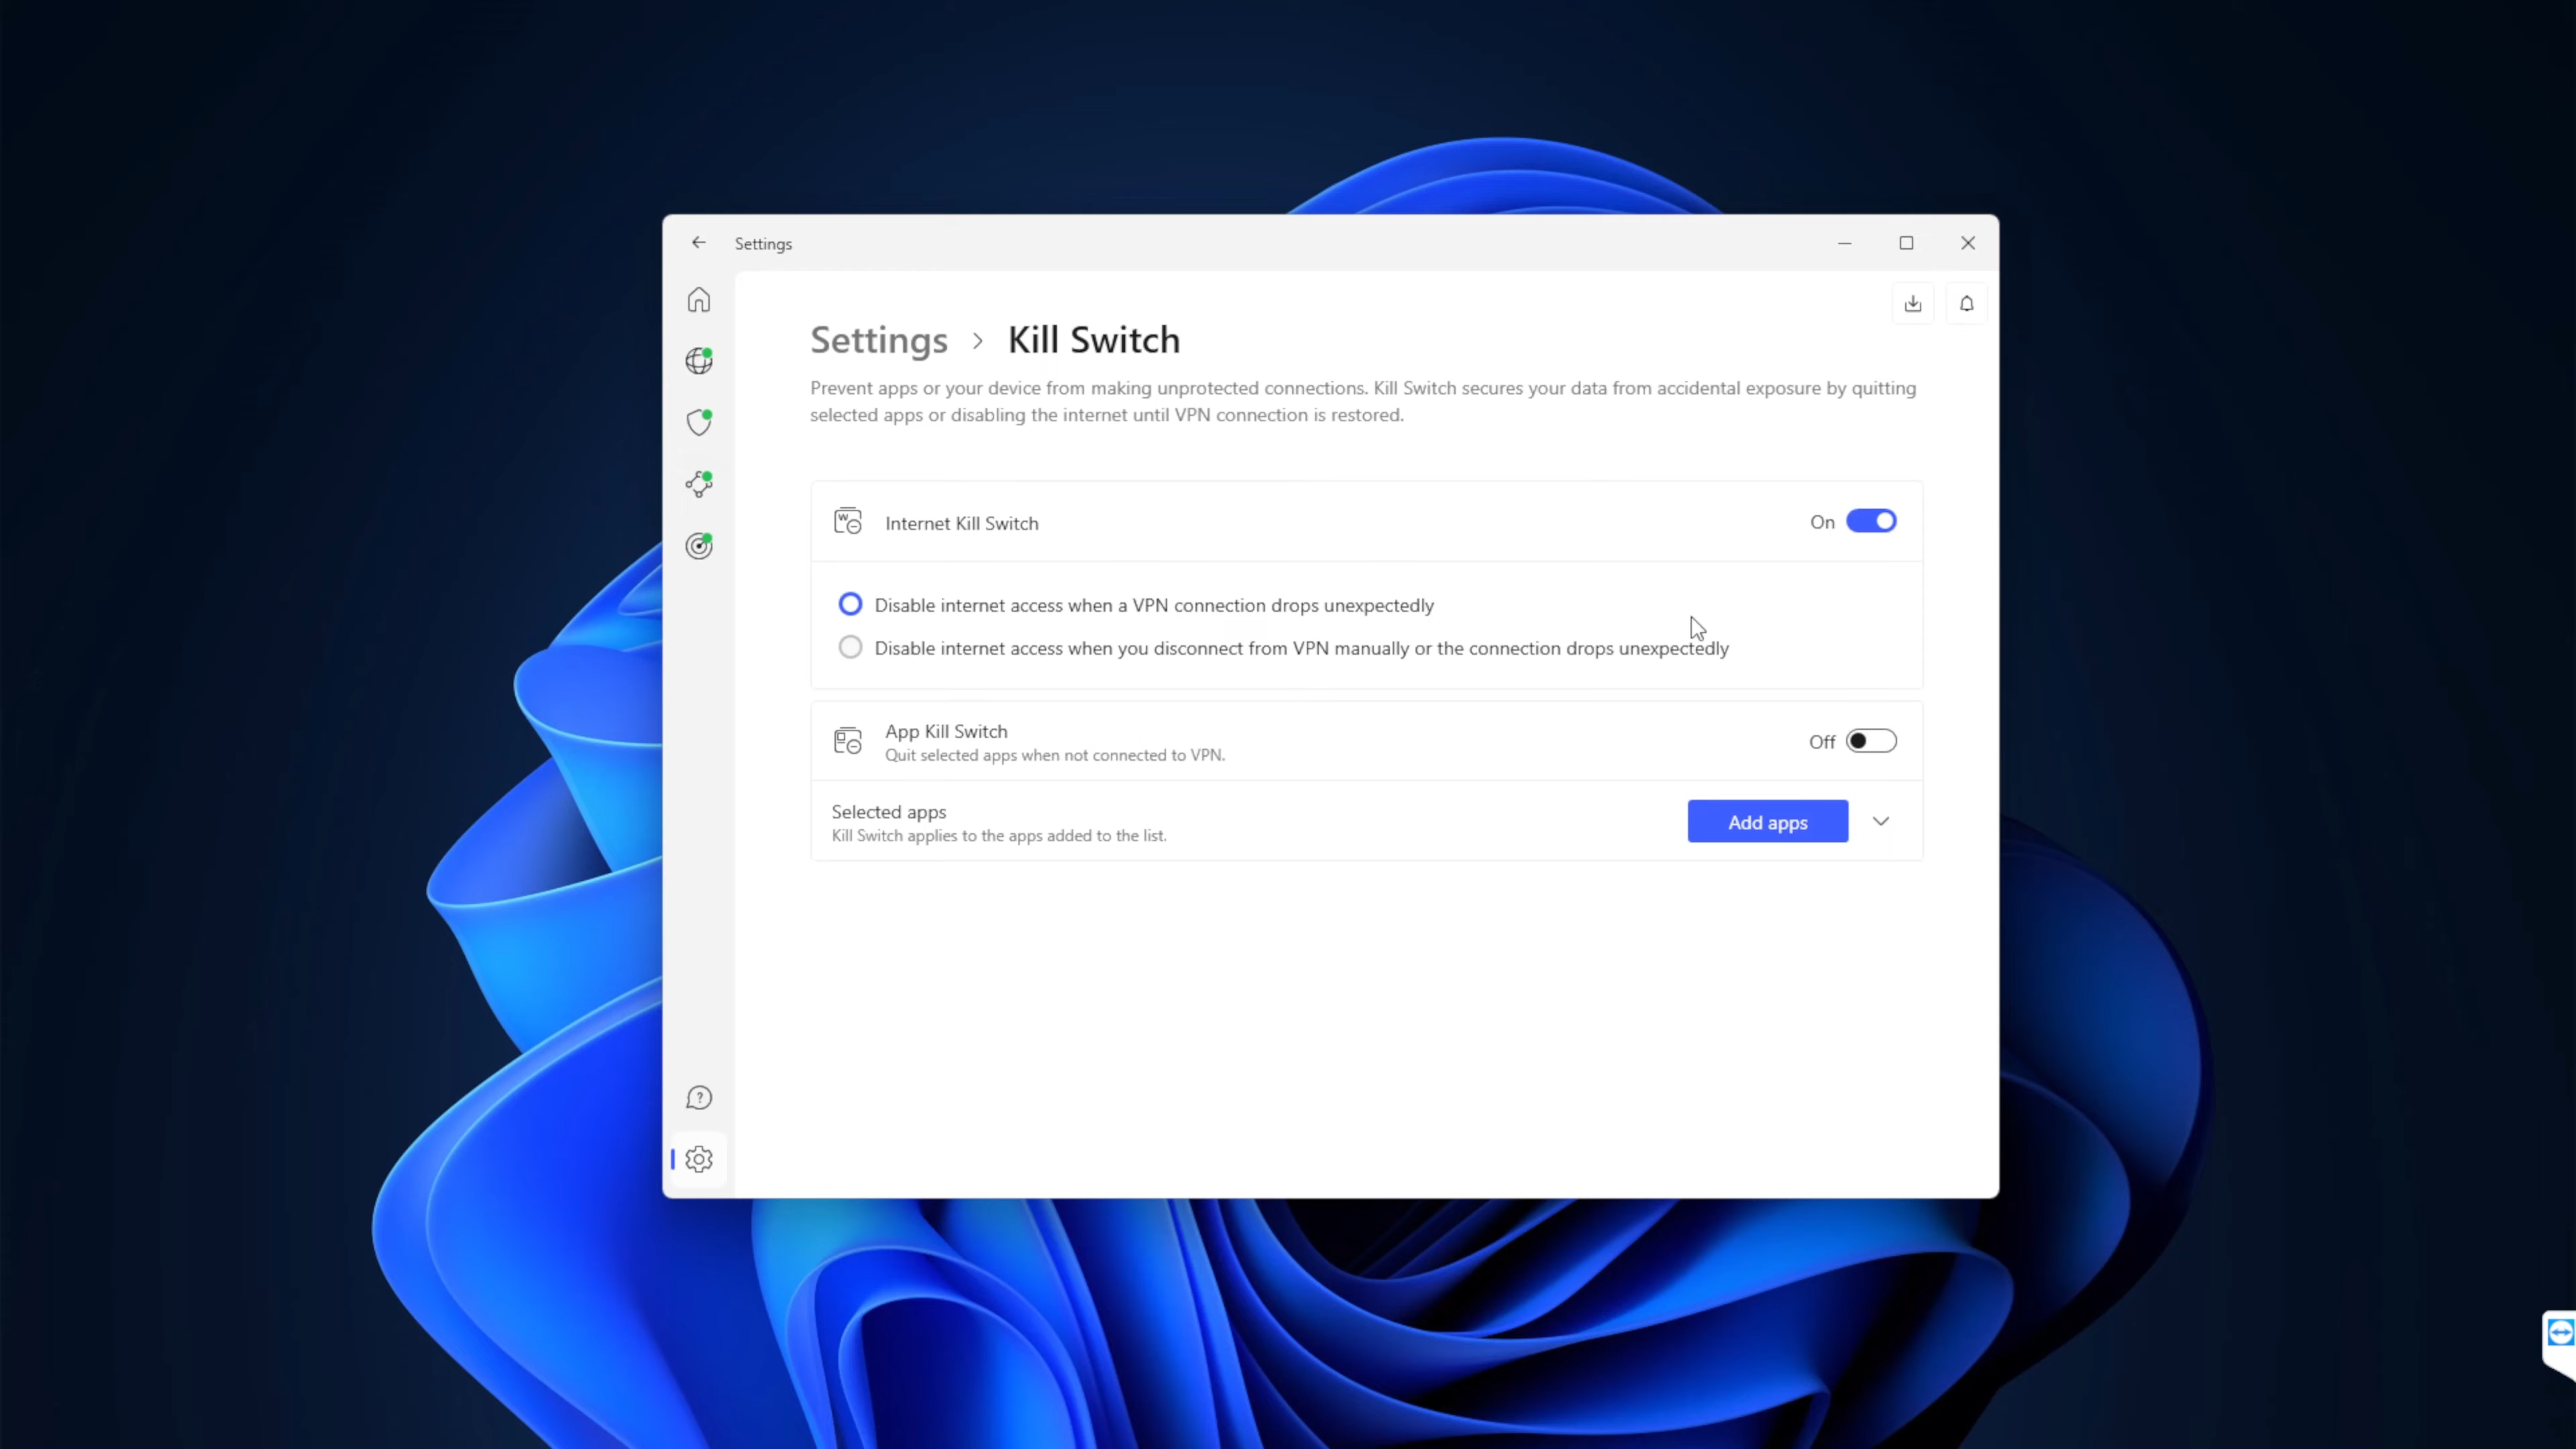 Settings
Settings > Kill Switch
Prevent apps or your device from making unprotected connections. Kill Switch secures your data from accidental exposure by quitting
selected apps or disabling the internet until VPN connection is restored.
Internet Kill Switch
On
Disable internet access when a VPN connection drops unexpectedly
Disable internet access when you disconnect from VPN manually or the connection drops unexpectedly
App Kill Switch
Quit selected apps when not connected to VPN.
Off
Selected apps
Kill Switch applies to the apps added to the list.
Add apps